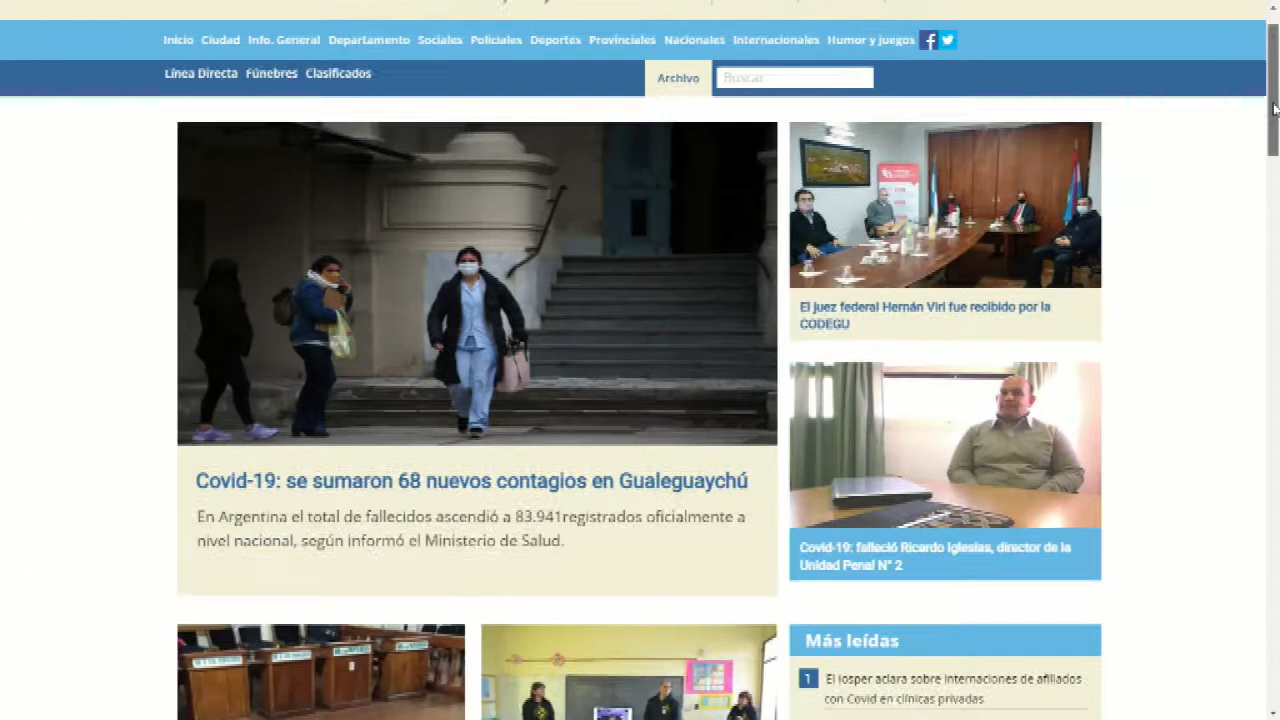 Inicio Ciudad Info. General Departamento Sociales Policiales Deportes Provinciales Nacionales Internacionales Humor y juegos
Línea Directa Fúnebres Clasificados
Archivo
Buscar
El juez federal Hernán Viri fue recibido por la
CODEGU
Covid-19: se sumaron 68 nuevos contagios en Gualeguaychú
En Argentina el total de fallecidos ascendió a 83.941registrados oficialmente a
nivel nacional, según informó el Ministerio de Salud.
Covid-19: falleció Ricardo Iglesias, director de la
Unidad Penal N° 2
Más leídas
1 El iosper aclara sobre internaciones de afiliados
con Covid en clínicas privadas